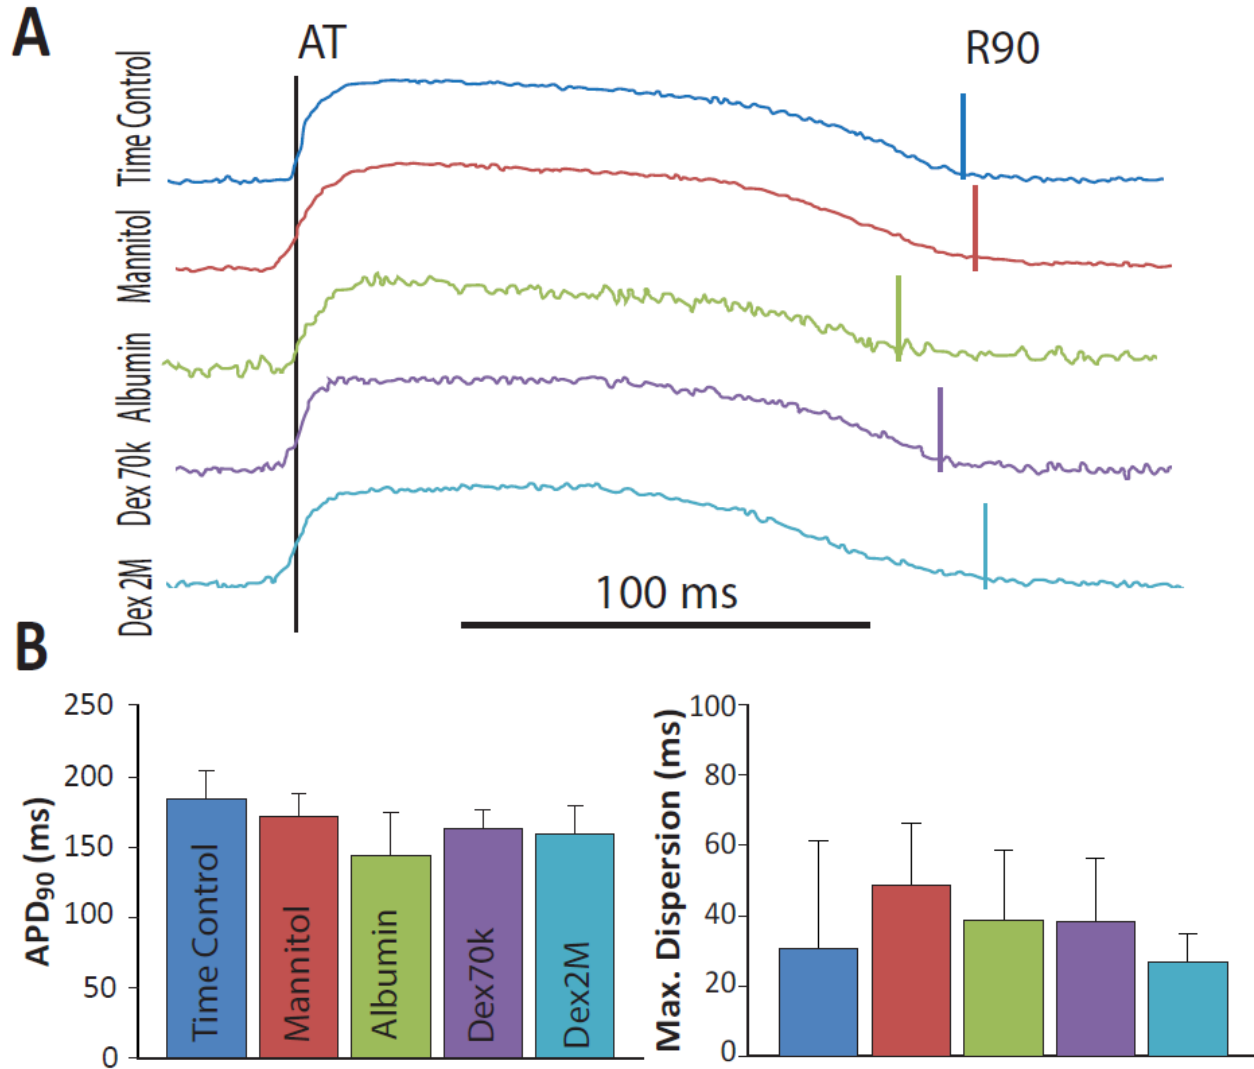 A
AT
R90
Time Control
Mannitol
Albumin
Dex 70k
Dex 2M
100 ms
B
APD90 (ms)
250
200
150
100
50
0
Time Control
Mannitol
Albumin
Dex70k
Dex2M
Max. Dispersion (ms)
100
80
60
40
20
0